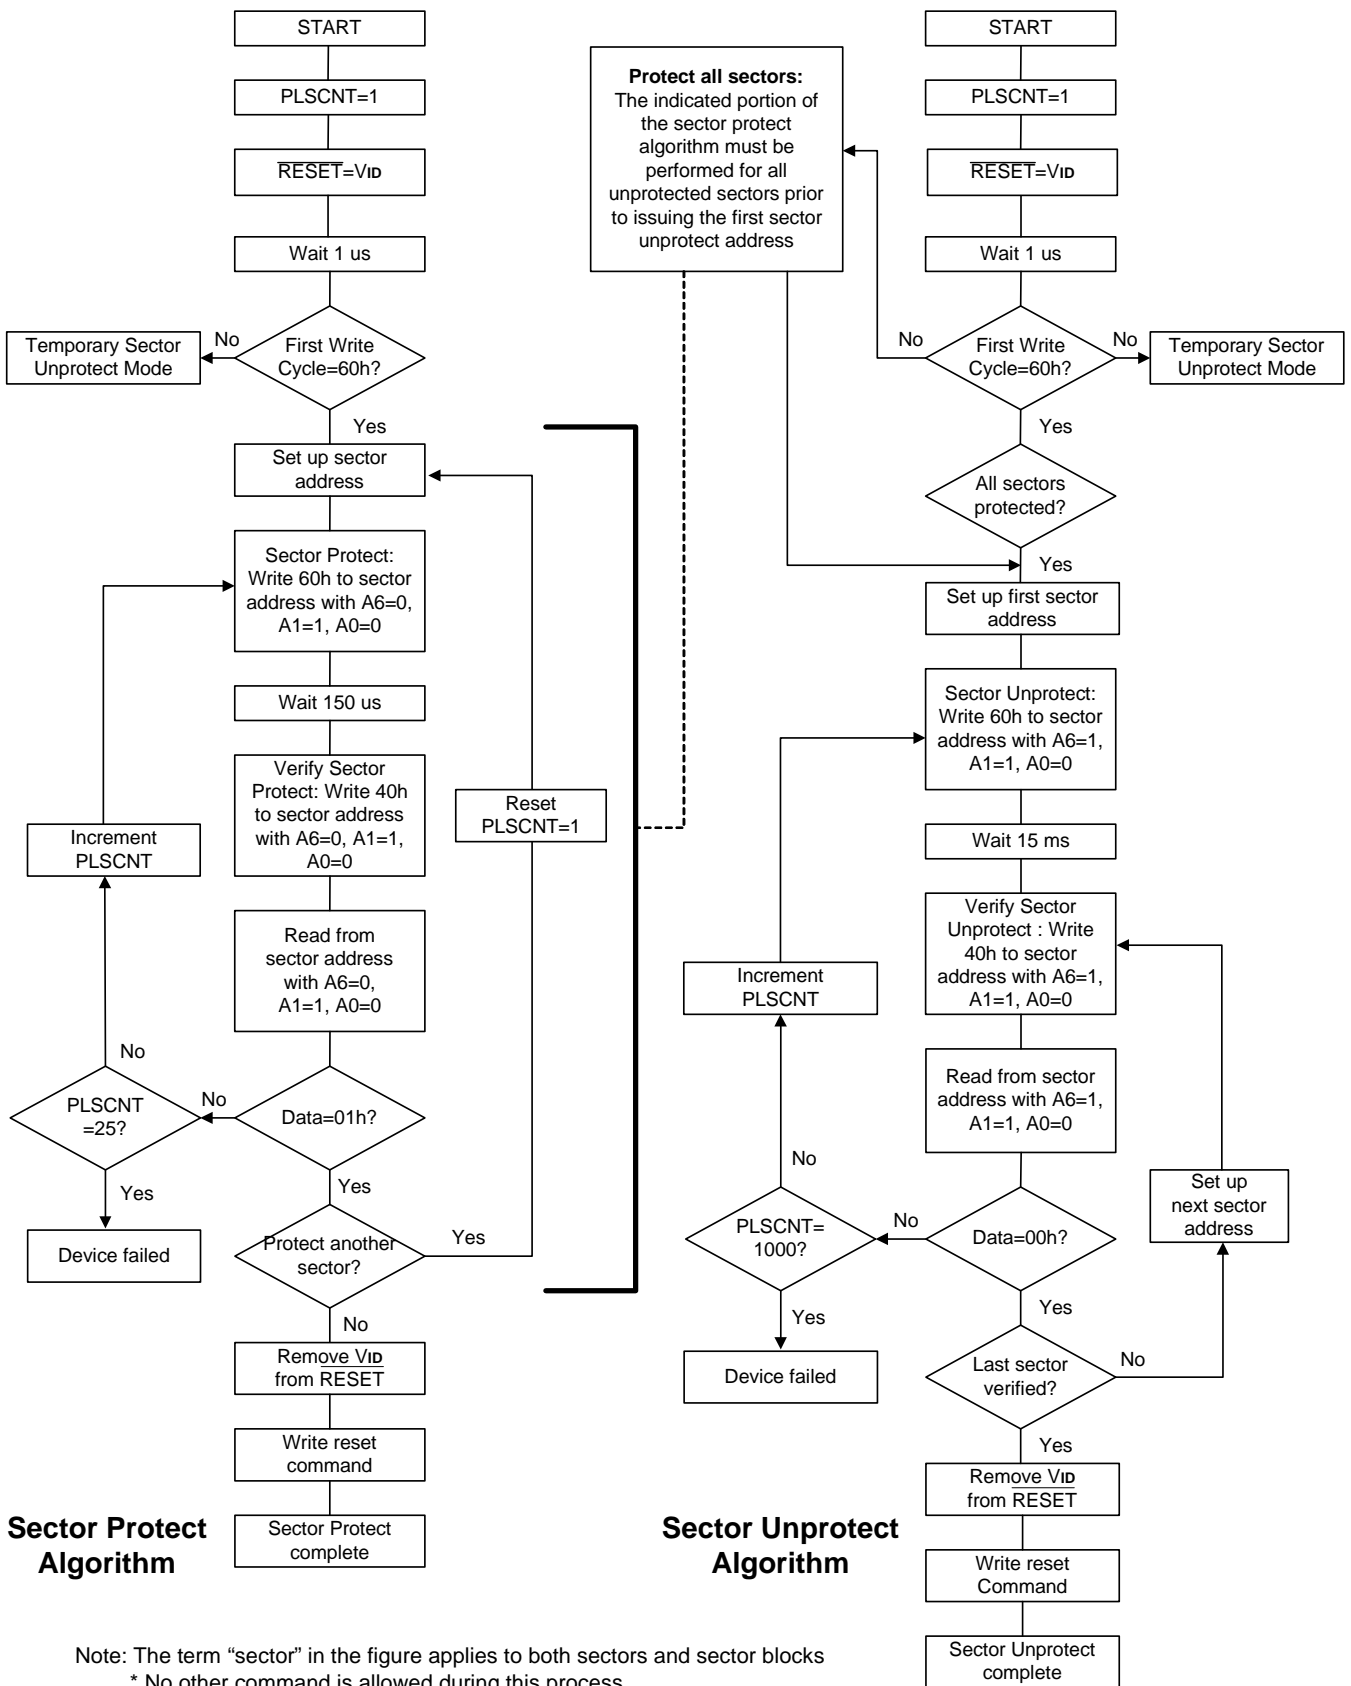 START
PLSCNT=1
RESET=VID
Wait 1 us
First Write
Cycle=60h?
No
Temporary Sector
Unprotect Mode
Yes
Set up sector
address
Sector Protect:
Write 60h to sector
address with A6=0,
A1=1, A0=0
Wait 150 us
Verify Sector
Protect: Write 40h
to sector address
with A6=0, A1=1,
A0=0
Reset
PLSCNT=1
Increment
PLSCNT
Read from
sector address
with A6=0,
A1=1, A0=0
No
PLSCNT
=25?
No
Data=01h?
Yes
Device failed
Yes
Protect another
sector?
Yes
No
Remove VID
from RESET
Write reset
command
Sector Protect
complete
Sector Protect
Algorithm
Protect all sectors:
The indicated portion of
the sector protect
algorithm must be
performed for all
unprotected sectors prior
to issuing the first sector
unprotect address
START
PLSCNT=1
RESET=VID
Wait 1 us
No
First Write
Cycle=60h?
No
Temporary Sector
Unprotect Mode
Yes
All sectors
protected?
Yes
Set up first sector
address
Sector Unprotect:
Write 60h to sector
address with A6=1,
A1=1, A0=0
Wait 15 ms
Verify Sector
Unprotect : Write
40h to sector
address with A6=1,
A1=1, A0=0
Increment
PLSCNT
Read from sector
address with A6=1,
A1=1, A0=0
No
PLSCNT=
1000?
No
Data=00h?
Set up
next sector
address
Yes
Device failed
Yes
Last sector
verified?
No
Yes
Remove VID
from RESET
Write reset
Command
Sector Unprotect
complete
Sector Unprotect
Algorithm
Note: The term “sector” in the figure applies to both sectors and sector blocks
* No other command is allowed during this process